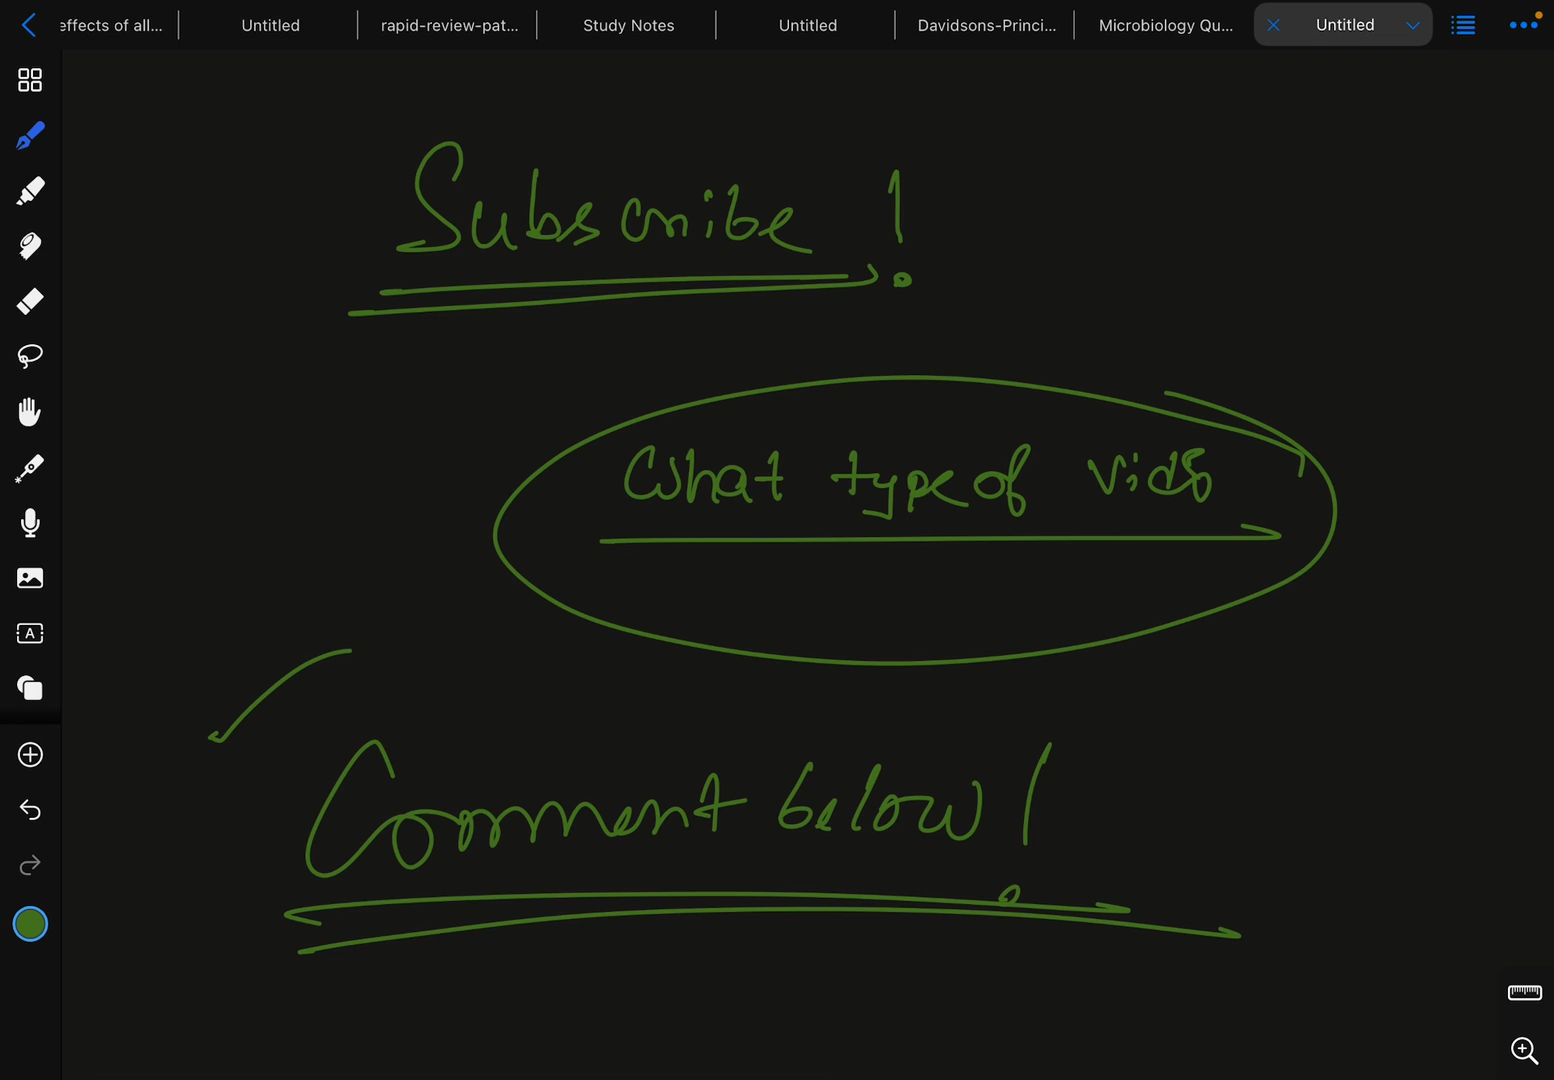 effects of all... Untitled rapid-review-pat... Study Notes Untitled Davidsons-Princi... Microbiology Qu... Untitled
Subscribe !
What type of vids
A
Comment below !